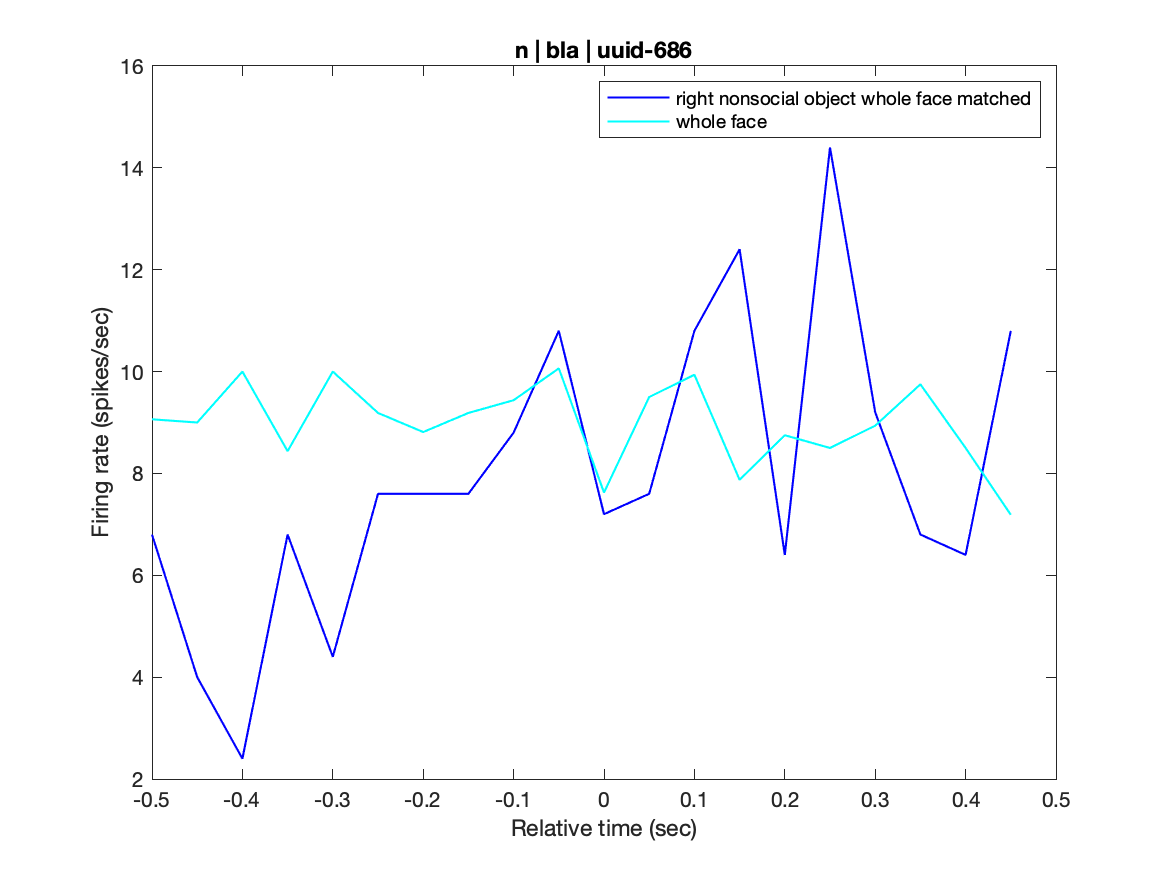 n | bla | uuid-686
right nonsocial object whole face matched
whole face
16
14
12
10
8
6
4
2
Firing rate (spikes/sec)
-0.5 -0.4 -0.3 -0.2 -0.1 0 0.1 0.2 0.3 0.4 0.5
Relative time (sec)